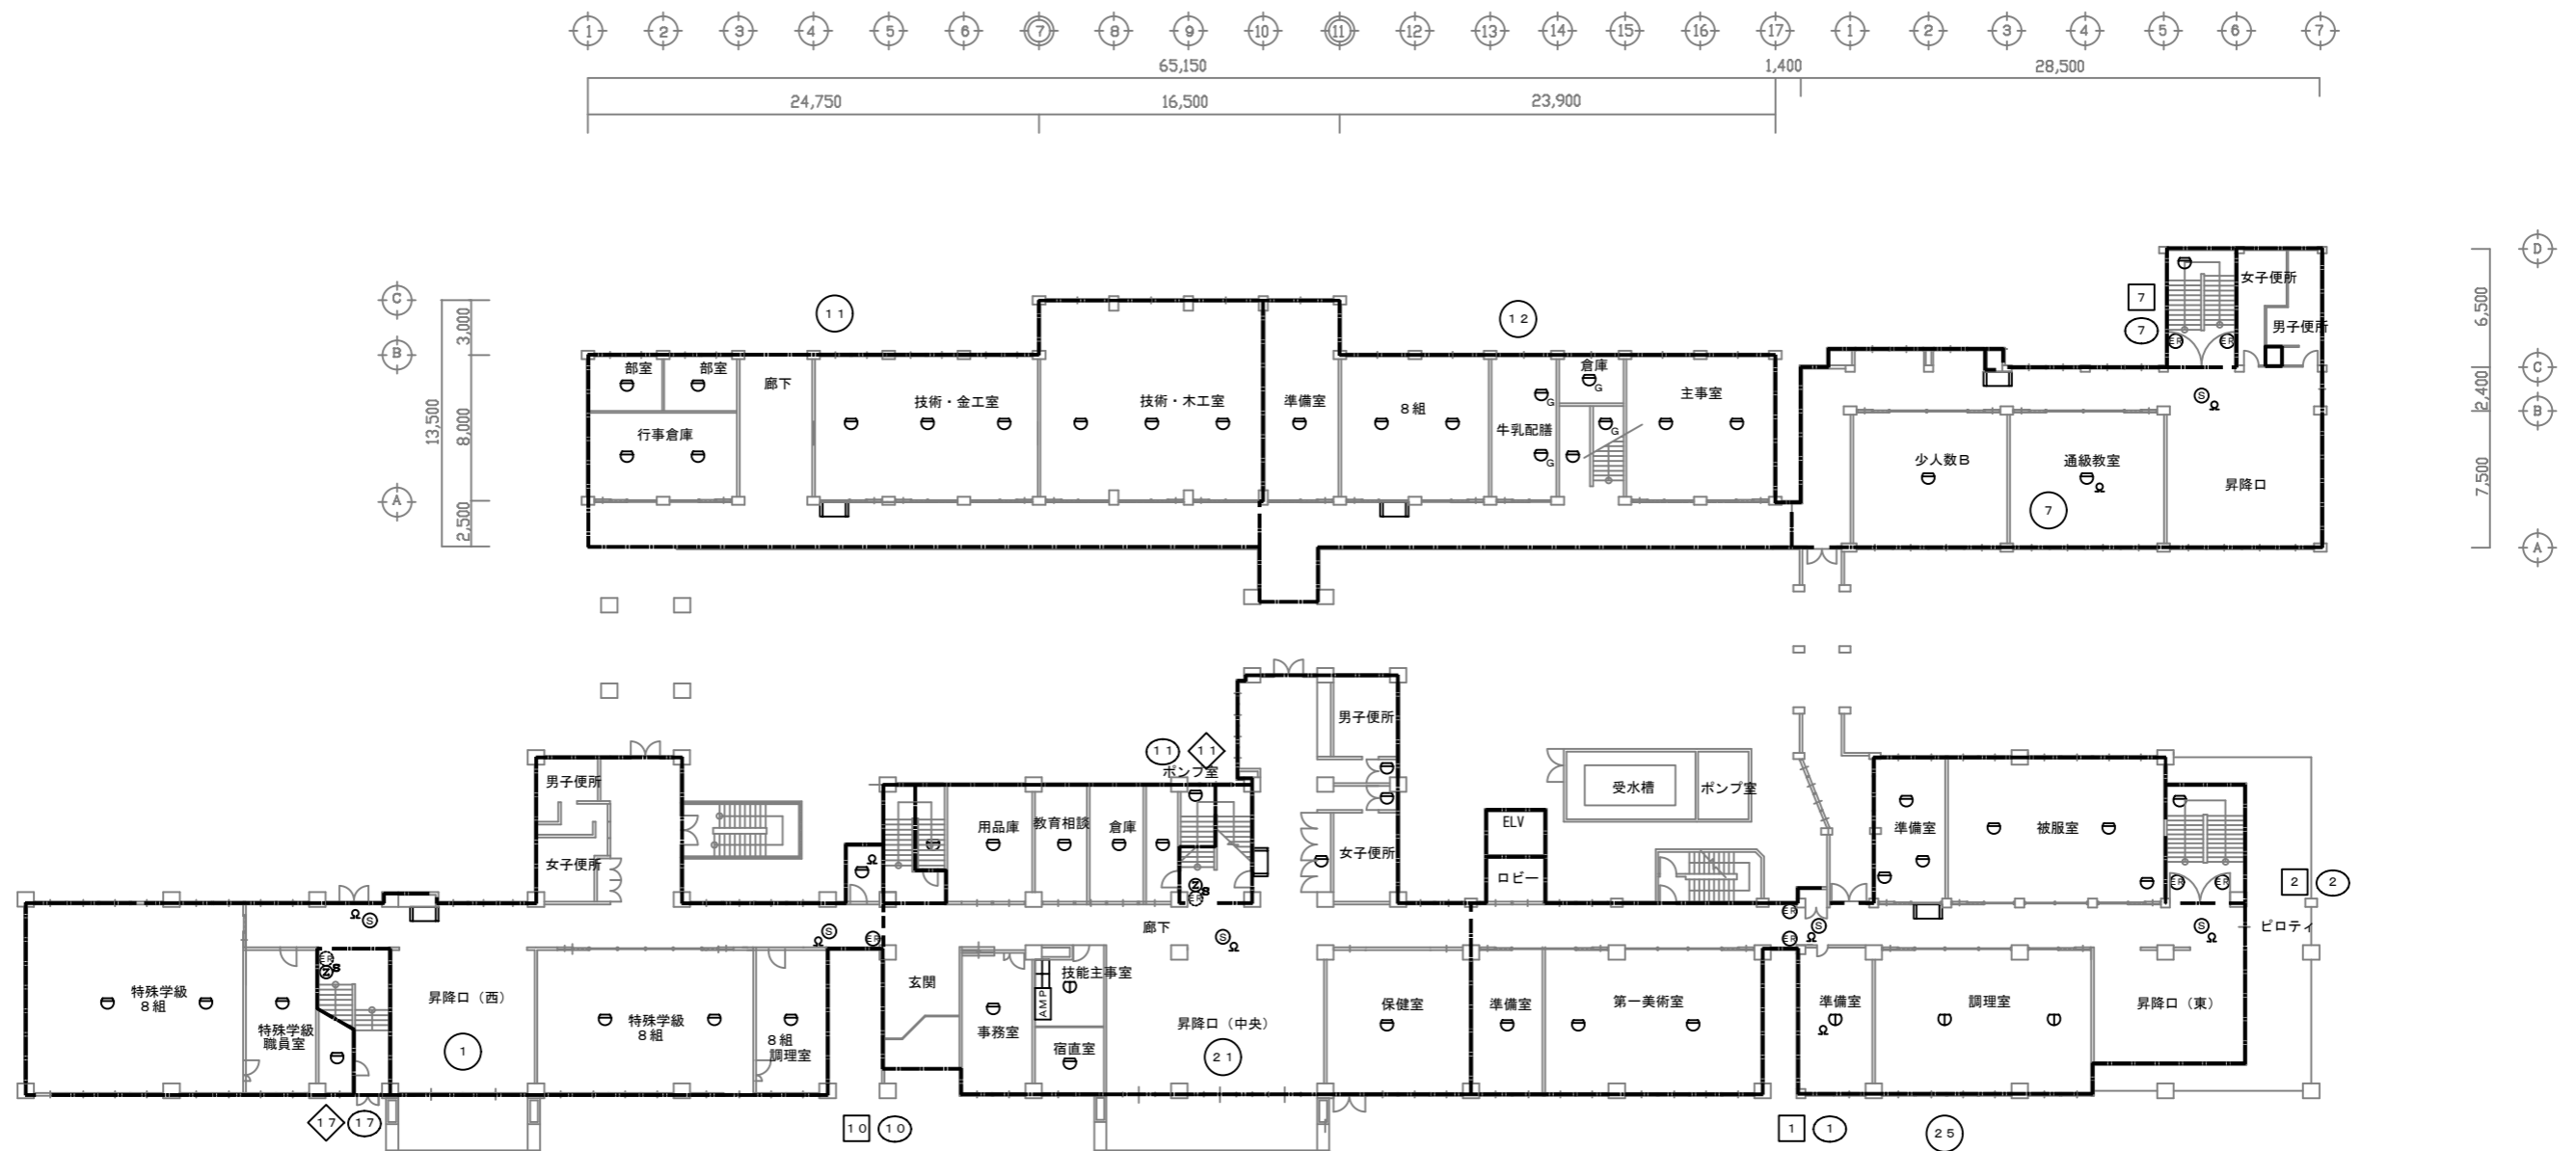 1 2 3 4 5 6 7 8 9 10 11 12 13 14 15 16 17 1 2 3 4 5 6 7
65,150 1,400 28,500
24,750 16,500 23,900
D
C
B
A
3,000
8,000
2,500
13,500
C
B
A
6,500
2,400
7,500
11
12
7
7
女子便所
男子便所
部室
部室
廊下
倉庫
G
主事室
技術・金工室
技術・木工室
準備室
8組
G
牛乳配膳
G
G
行事倉庫
少人数B
通級教室
昇降口
7
ER
ER
S
男子便所
女子便所
11
11
ポンプ室
男子便所
女子便所
用品庫
教育相談
倉庫
ELV
ロビー
受水槽
ポンプ室
準備室
被服室
2
2
ピロティ
廊下
S
S
S
S
S
ER
ER
ER
ER
ER
ER
ER
Z
S
Z
S
特殊学級
8組
特殊学級
職員室
昇降口(西)
1
特殊学級
8組
8組
調理室
玄関
事務室
技能主事室
AMP
宿直室
昇降口(中央)
21
保健室
準備室
第一美術室
準備室
調理室
昇降口(東)
17
17
10
10
1
1
25